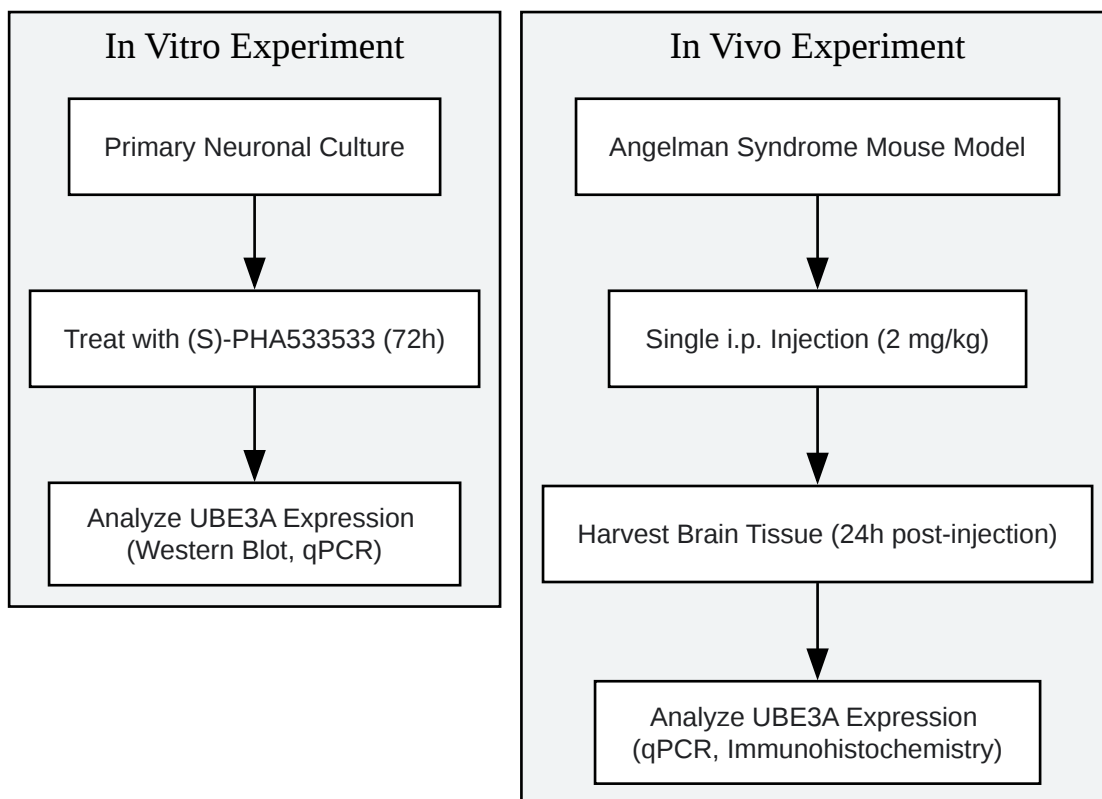 In Vitro Experiment
Primary Neuronal Culture
Treat with (S)-PHA533533 (72h)
Analyze UBE3A Expression
(Western Blot, qPCR)
In Vivo Experiment
Angelman Syndrome Mouse Model
Single i.p. Injection (2 mg/kg)
Harvest Brain Tissue (24h post-injection)
Analyze UBE3A Expression
(qPCR, Immunohistochemistry)